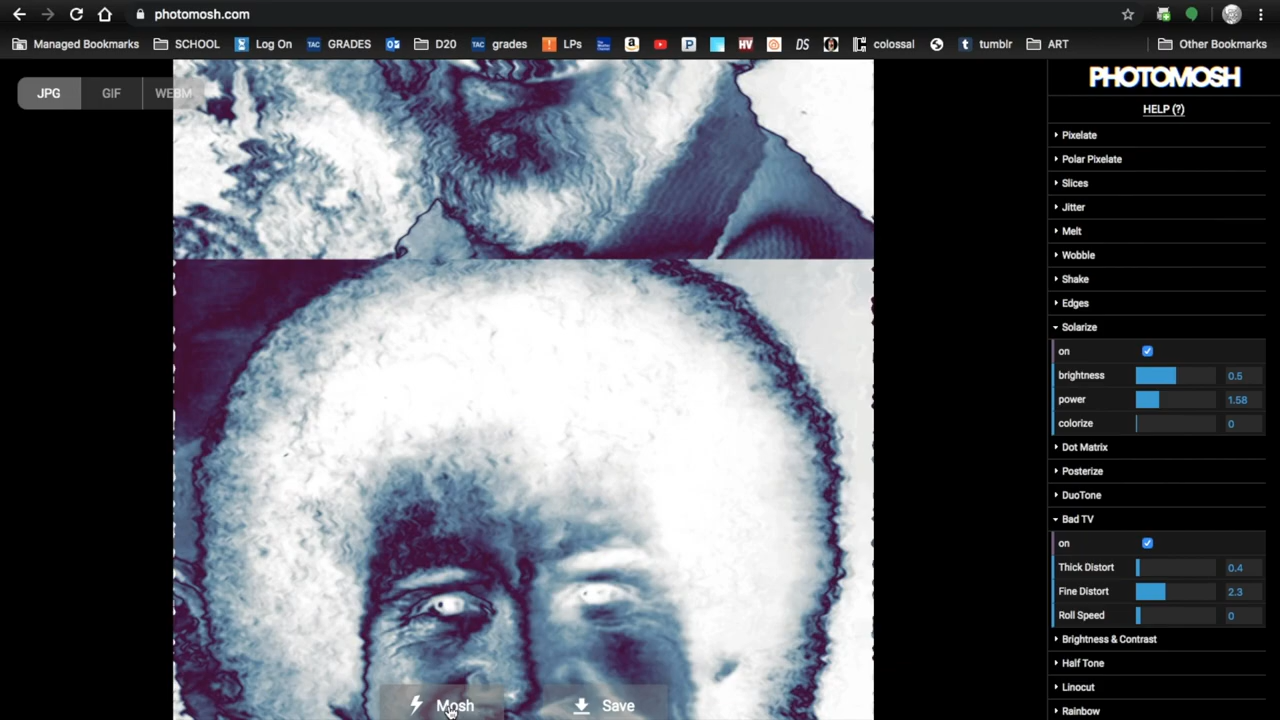 photomosh.com
Managed Bookmarks SCHOOL Log On TAC GRADES D20 TAC grades LPs P HV DS colossal t tumblr ART Other Bookmarks
JPG GIF WEBM
PHOTOMOSH
HELP (?)
Pixelate
Polar Pixelate
Slices
Jitter
Melt
Wobble
Shake
Edges
Solarize
on
brightness 0.5
power 1.58
colorize 0
Dot Matrix
Posterize
DuoTone
Bad TV
on
Thick Distort 0.4
Fine Distort 2.3
Roll Speed 0
Brightness & Contrast
Half Tone
Linocut
Rainbow
Mosh Save